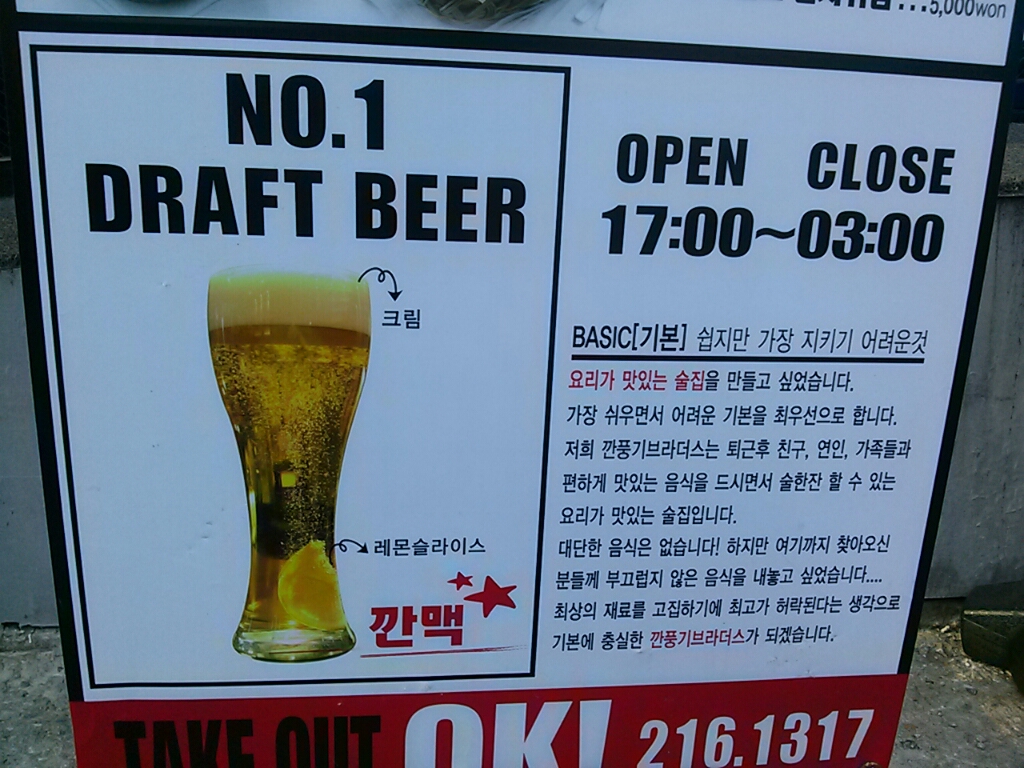 5,000won
NO.1
DRAFT BEER
크림
레몬슬라이스
깐맥
OPEN CLOSE
17:00~03:00
BASIC[기본] 쉽지만 가장 지키기 어려운것
요리가 맛있는 술집을 만들고 싶었습니다.
가장 쉬우면서 어려운 기본을 최우선으로 합니다.
저희 깐풍기브라더스는 퇴근후 친구, 연인, 가족들과
편하게 맛있는 음식을 드시면서 술한잔 할 수 있는
요리가 맛있는 술집입니다.
대단한 음식은 없습니다! 하지만 여기까지 찾아오신
분들께 부끄럽지 않은 음식을 내놓고 싶었습니다....
최상의 재료를 고집하기에 최고가 허락된다는 생각으로
기본에 충실한 깐풍기브라더스가 되겠습니다.
TAKE OUT OK! 216.1317